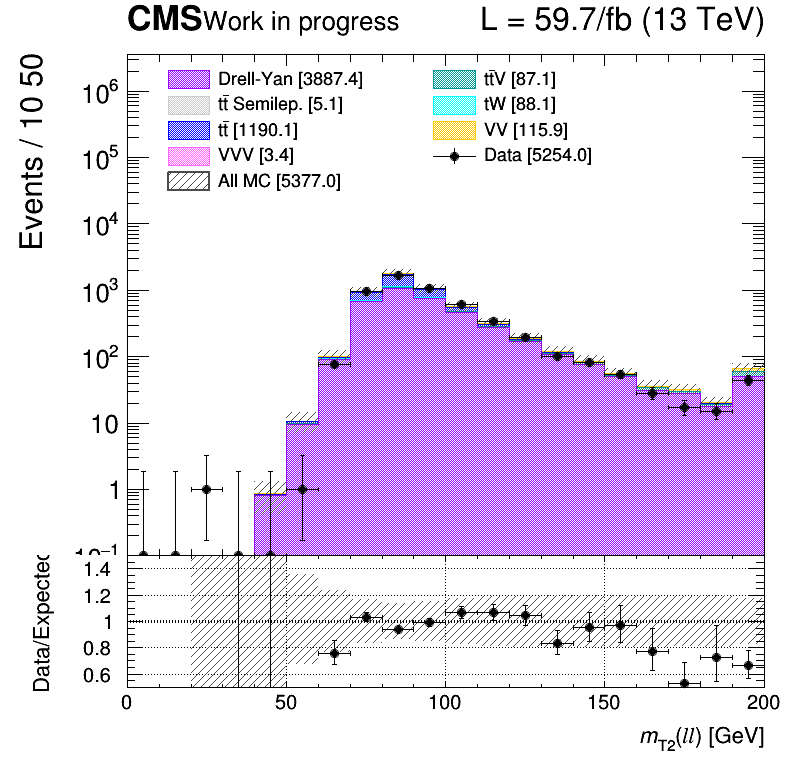 CMS Work in progress L = 59.7/fb (13 TeV)
Events / 10 50
10⁶
10⁵
10⁴
10³
10²
10
1
10⁻¹
Drell-Yan [3887.4]
tt̄ Semilep. [5.1]
tt̄ [1190.1]
VVV [3.4]
All MC [5377.0]
tt̄V [87.1]
tW [88.1]
VV [115.9]
Data [5254.0]
Data/Expected
1.4
1.2
1
0.8
0.6
0 50 100 150 200
m_T2(ll) [GeV]